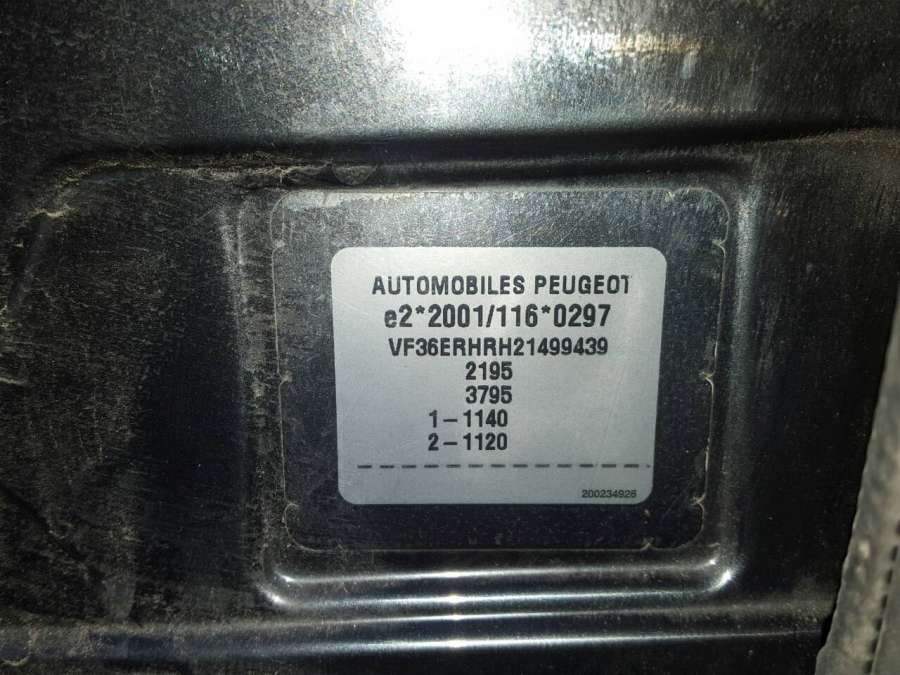 AUTOMOBILES PEUGEOT
e2*2001/116*0297
VF36ERHRH21499439
2195
3795
1-1140
2-1120
200234926